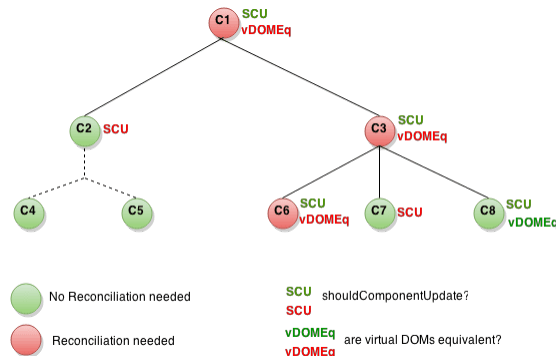 C1 SCU
vDOMEq
C2 SCU
C3 SCU
vDOMEq
C4
C5
C6 SCU
vDOMEq
C7 SCU
C8 SCU
vDOMEq
No Reconciliation needed
Reconciliation needed
SCU shouldComponentUpdate?
SCU
vDOMEq
are virtual DOMs equivalent?
vDOMEq